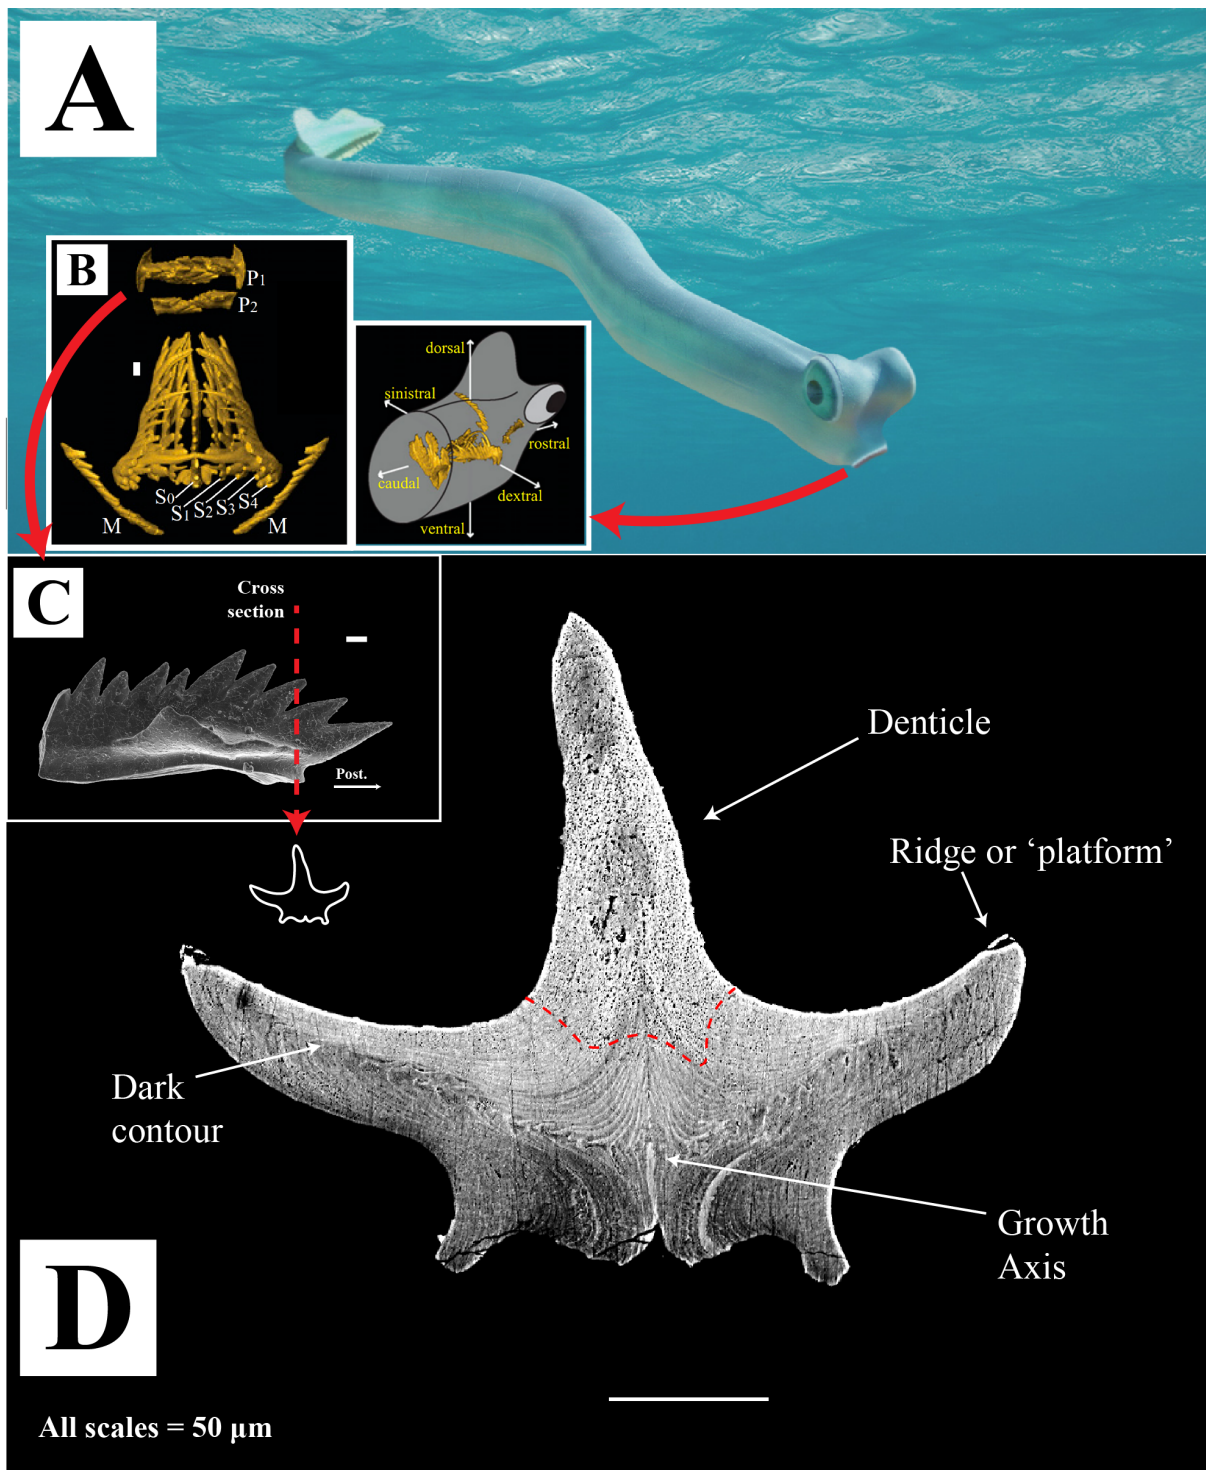 A
B
P1
P2
S0
S1
S2
S3
S4
M
M
dorsal
sinistral
rostral
caudal
dextral
ventral
C
Cross
section
Post.
Denticle
Ridge or ‘platform’
Dark
contour
Growth
Axis
D
All scales = 50 µm